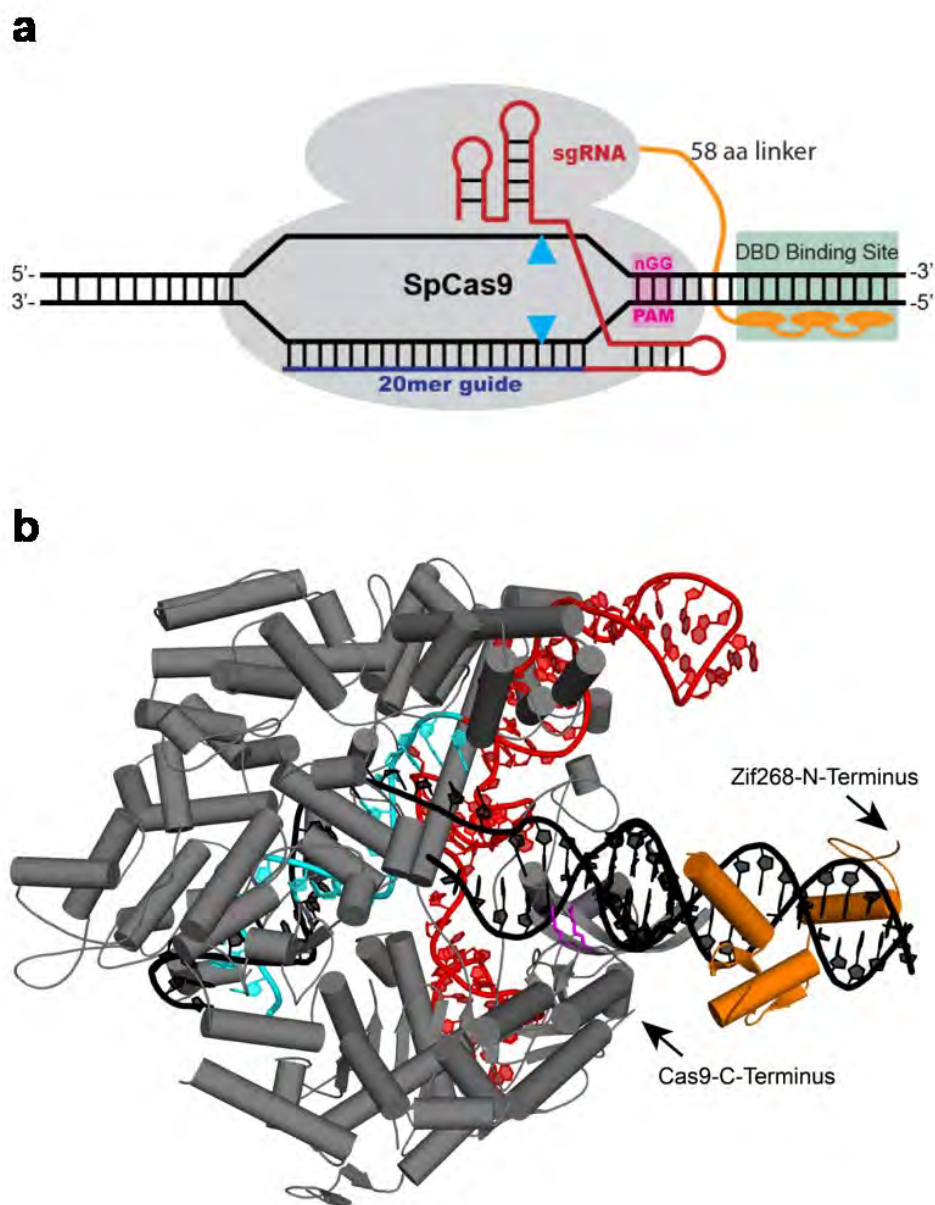 a
sgRNA
58 aa linker
DBD Binding Site
5'-
nGG
-3'
SpCas9
3'-
PAM
-5'
20mer guide
b
Zif268-N-Terminus
Cas9-C-Terminus